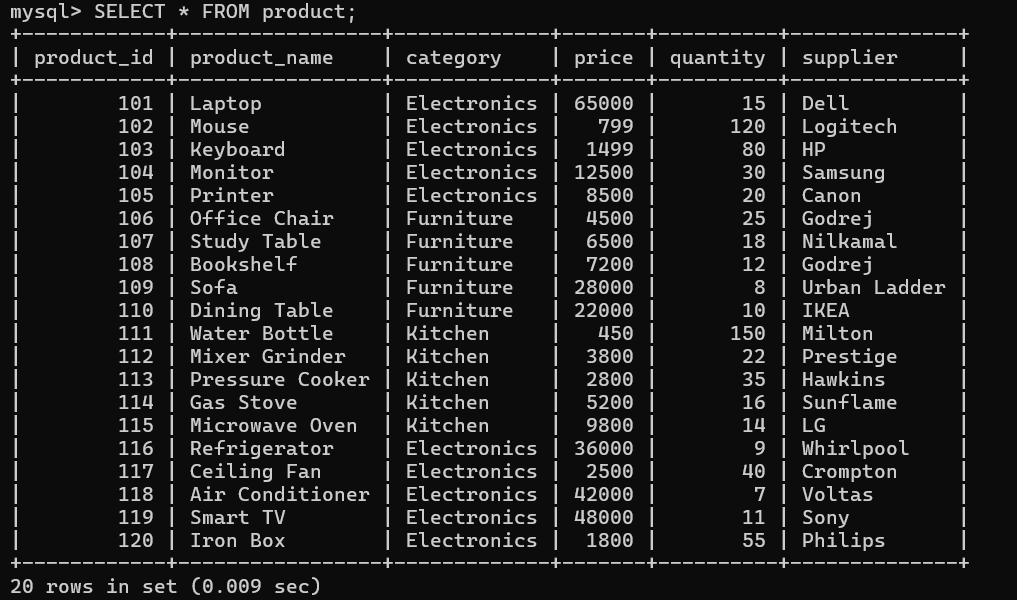 mysql> SELECT * FROM product;
+------------+-----------------+-------------+-------+----------+--------------+
| product_id | product_name    | category    | price | quantity | supplier     |
+------------+-----------------+-------------+-------+----------+--------------+
|        101 | Laptop          | Electronics | 65000 |       15 | Dell         |
|        102 | Mouse           | Electronics |   799 |      120 | Logitech     |
|        103 | Keyboard        | Electronics |  1499 |       80 | HP           |
|        104 | Monitor         | Electronics | 12500 |       30 | Samsung      |
|        105 | Printer         | Electronics |  8500 |       20 | Canon        |
|        106 | Office Chair    | Furniture   |  4500 |       25 | Godrej       |
|        107 | Study Table     | Furniture   |  6500 |       18 | Nilkamal     |
|        108 | Bookshelf       | Furniture   |  7200 |       12 | Godrej       |
|        109 | Sofa            | Furniture   | 28000 |        8 | Urban Ladder |
|        110 | Dining Table    | Furniture   | 22000 |       10 | IKEA         |
|        111 | Water Bottle    | Kitchen     |   450 |      150 | Milton       |
|        112 | Mixer Grinder   | Kitchen     |  3800 |       22 | Prestige     |
|        113 | Pressure Cooker | Kitchen     |  2800 |       35 | Hawkins      |
|        114 | Gas Stove       | Kitchen     |  5200 |       16 | Sunflame     |
|        115 | Microwave Oven  | Kitchen     |  9800 |       14 | LG           |
|        116 | Refrigerator    | Electronics | 36000 |        9 | Whirlpool    |
|        117 | Ceiling Fan     | Electronics |  2500 |       40 | Crompton     |
|        118 | Air Conditioner | Electronics | 42000 |        7 | Voltas       |
|        119 | Smart TV        | Electronics | 48000 |       11 | Sony         |
|        120 | Iron Box        | Electronics |  1800 |       55 | Philips      |
+------------+-----------------+-------------+-------+----------+--------------+
20 rows in set (0.009 sec)